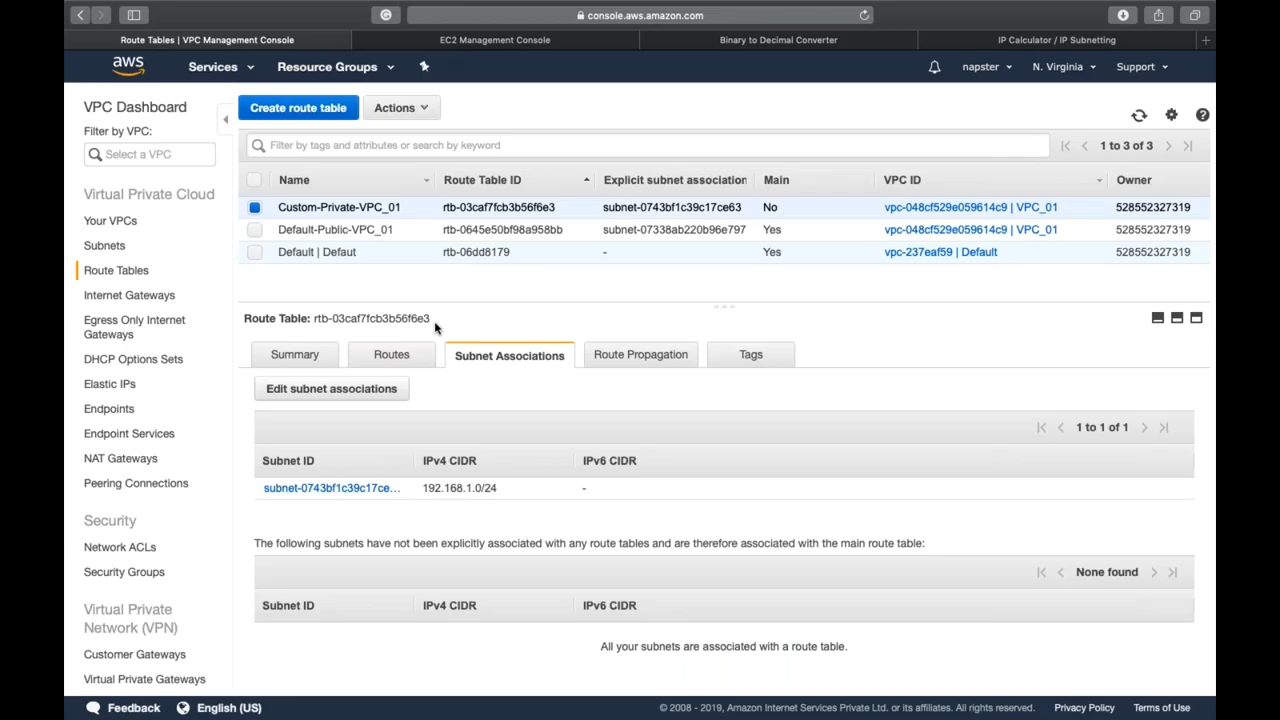 console.aws.amazon.com
Route Tables | VPC Management Console
EC2 Management Console
Binary to Decimal Converter
IP Calculator / IP Subnetting
aws
Services
Resource Groups
napster
N. Virginia
Support
VPC Dashboard
Filter by VPC:
Select a VPC
Virtual Private Cloud
Your VPCs
Subnets
Route Tables
Internet Gateways
Egress Only Internet
Gateways
DHCP Options Sets
Elastic IPs
Endpoints
Endpoint Services
NAT Gateways
Peering Connections
Security
Network ACLs
Security Groups
Virtual Private
Network (VPN)
Customer Gateways
Virtual Private Gateways
Create route table
Actions
Filter by tags and attributes or search by keyword
1 to 3 of 3
Name Route Table ID Explicit subnet association Main VPC ID Owner
Custom-Private-VPC_01 rtb-03caf7fcb3b56f6e3 subnet-0743bf1c39c17ce63 No vpc-048cf529e059614c9 | VPC_01 528552327319
Default-Public-VPC_01 rtb-0645e50bf98a958bb subnet-07338ab220b96e797 Yes vpc-048cf529e059614c9 | VPC_01 528552327319
Default | Defaut rtb-06dd8179 - Yes vpc-237eaf59 | Default 528552327319
Route Table: rtb-03caf7fcb3b56f6e3
Summary
Routes
Subnet Associations
Route Propagation
Tags
Edit subnet associations
1 to 1 of 1
Subnet ID IPv4 CIDR IPv6 CIDR
subnet-0743bf1c39c17ce... 192.168.1.0/24 -
The following subnets have not been explicitly associated with any route tables and are therefore associated with the main route table:
None found
Subnet ID IPv4 CIDR IPv6 CIDR
All your subnets are associated with a route table.
Feedback
English (US)
© 2008 - 2019, Amazon Internet Services Private Ltd. or its affiliates. All rights reserved.
Privacy Policy
Terms of Use